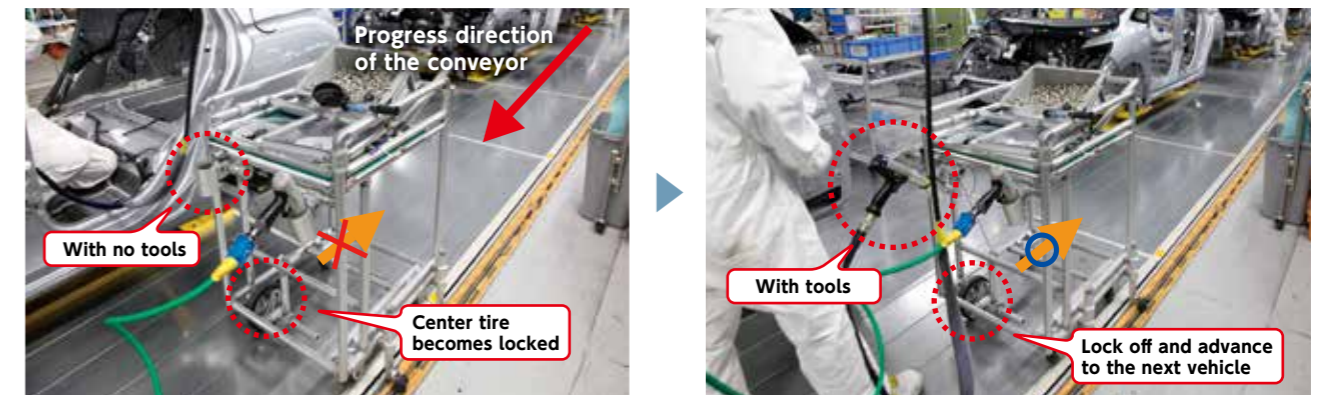 Progress direction
of the conveyor
With no tools
Center tire
becomes locked
With tools
Lock off and advance
to the next vehicle